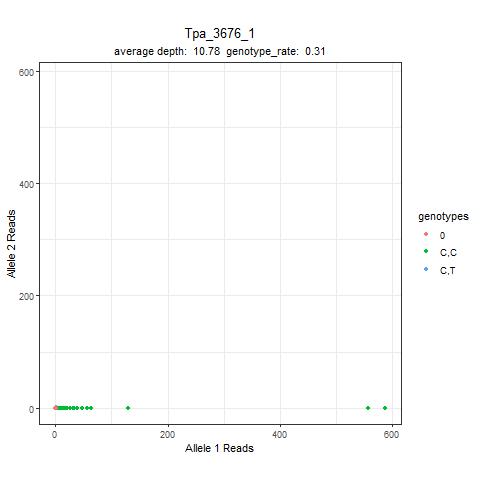 Tpa_3676_1
average depth: 10.78 genotype_rate: 0.31
600
400
200
0
Allele 2 Reads
0 200 400 600
Allele 1 Reads
genotypes
0
C,C
C,T